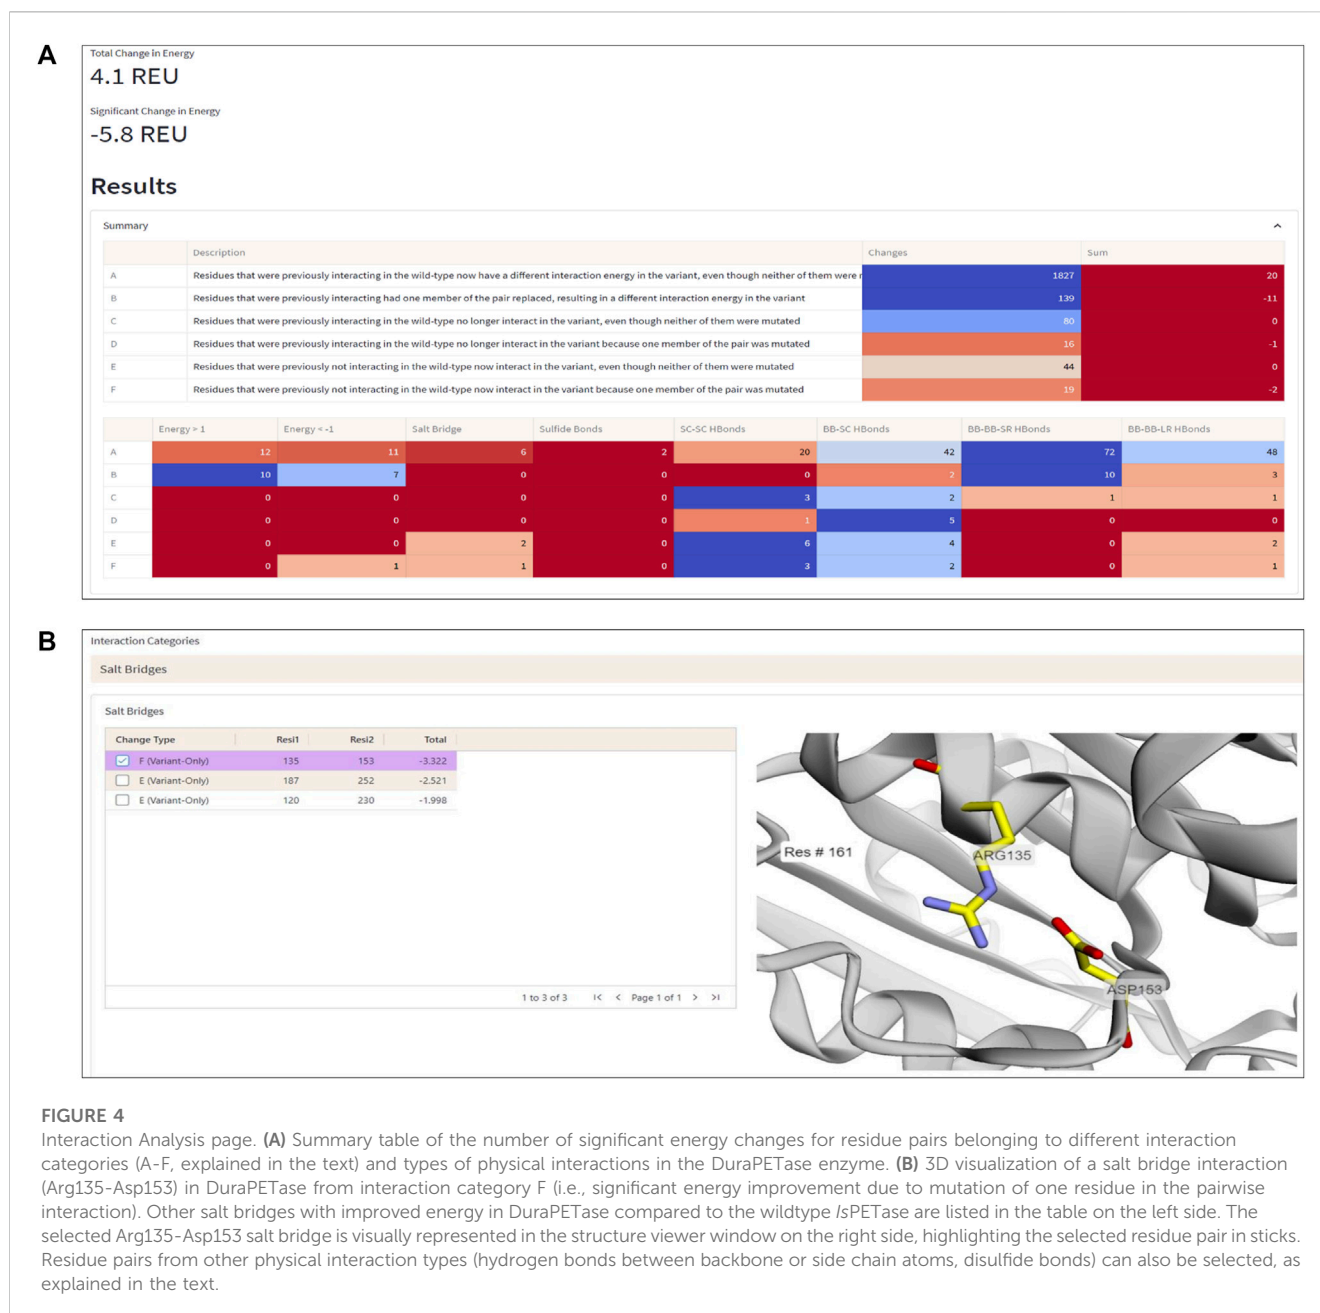 A
Total Change in Energy
4.1 REU
Significant Change in Energy
-5.8 REU
Results
Summary
Description Changes Sum
A Residues that were previously interacting in the wild-type now have a different interaction energy in the variant, even though neither of them were 1827 20
B Residues that were previously interacting had one member of the pair replaced, resulting in a different interaction energy in the variant 139 -11
C Residues that were previously interacting in the wild-type no longer interact in the variant, even though neither of them were mutated 80 0
D Residues that were previously interacting in the wild-type no longer interact in the variant because one member of the pair was mutated 16 -1
E Residues that were previously not interacting in the wild-type now interact in the variant, even though neither of them were mutated 44 0
F Residues that were previously not interacting in the wild-type now interact in the variant because one member of the pair was mutated 19 -2
Energy > 1 Energy < -1 Salt Bridge Sulfide Bonds SC-SC HBonds BB-SC HBonds BB-BB-SR HBonds BB-BB-LR HBonds
A 12 11 6 2 20 42 72 48
B 10 7 0 0 0 2 10 3
C 0 0 0 0 3 2 1 1
D 0 0 0 0 1 5 0 0
E 0 0 2 0 6 4 0 2
F 0 1 1 0 3 2 0 1
B
Interaction Categories
Salt Bridges
Salt Bridges
Change Type Resi1 Resi2 Total
F (Variant-Only) 135 153 -3.322
E (Variant-Only) 187 252 -2.521
E (Variant-Only) 120 230 -1.998
1 to 3 of 3 Page 1 of 1
Res # 161
ARG135
ASP153
FIGURE 4
Interaction Analysis page. (A) Summary table of the number of significant energy changes for residue pairs belonging to different interaction
categories (A-F, explained in the text) and types of physical interactions in the DuraPETase enzyme. (B) 3D visualization of a salt bridge interaction
(Arg135-Asp153) in DuraPETase from interaction category F (i.e., significant energy improvement due to mutation of one residue in the pairwise
interaction). Other salt bridges with improved energy in DuraPETase compared to the wildtype IsPETase are listed in the table on the left side. The
selected Arg135-Asp153 salt bridge is visually represented in the structure viewer window on the right side, highlighting the selected residue pair in sticks.
Residue pairs from other physical interaction types (hydrogen bonds between backbone or side chain atoms, disulfide bonds) can also be selected, as
explained in the text.